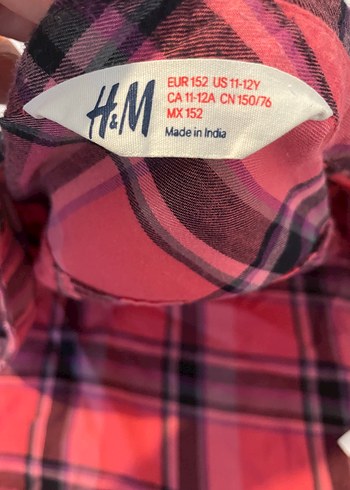 H&M
EUR 152 US 11-12Y
CA 11-12A CN 150/76
MX 152
Made in India